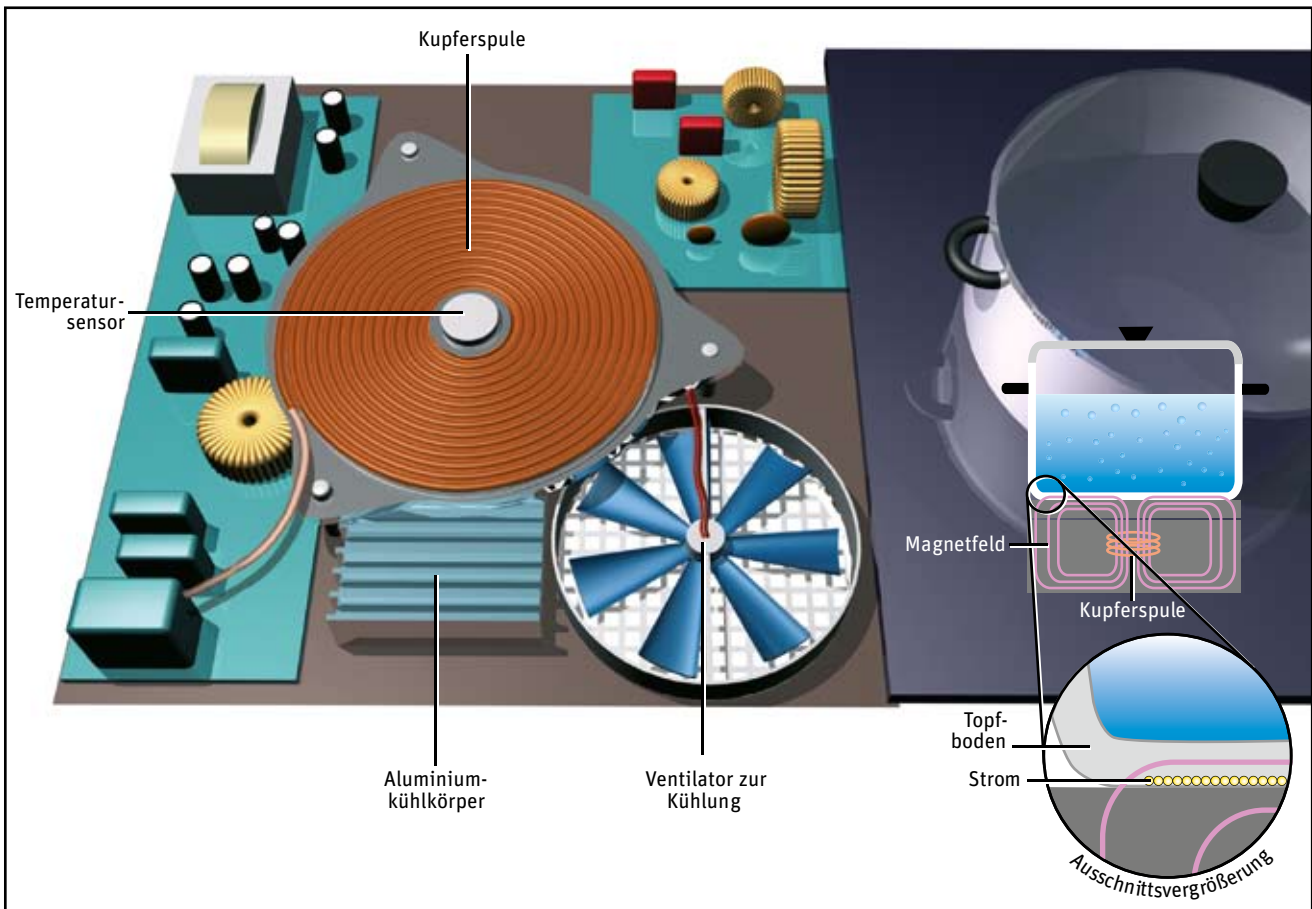 Kupferspule
Temperatur-
sensor
Magnetfeld
Kupferspule
Topf-
boden
Strom
Aluminium-
kühlkörper
Ventilator zur
Kühlung
Ausschnittsvergrößerung